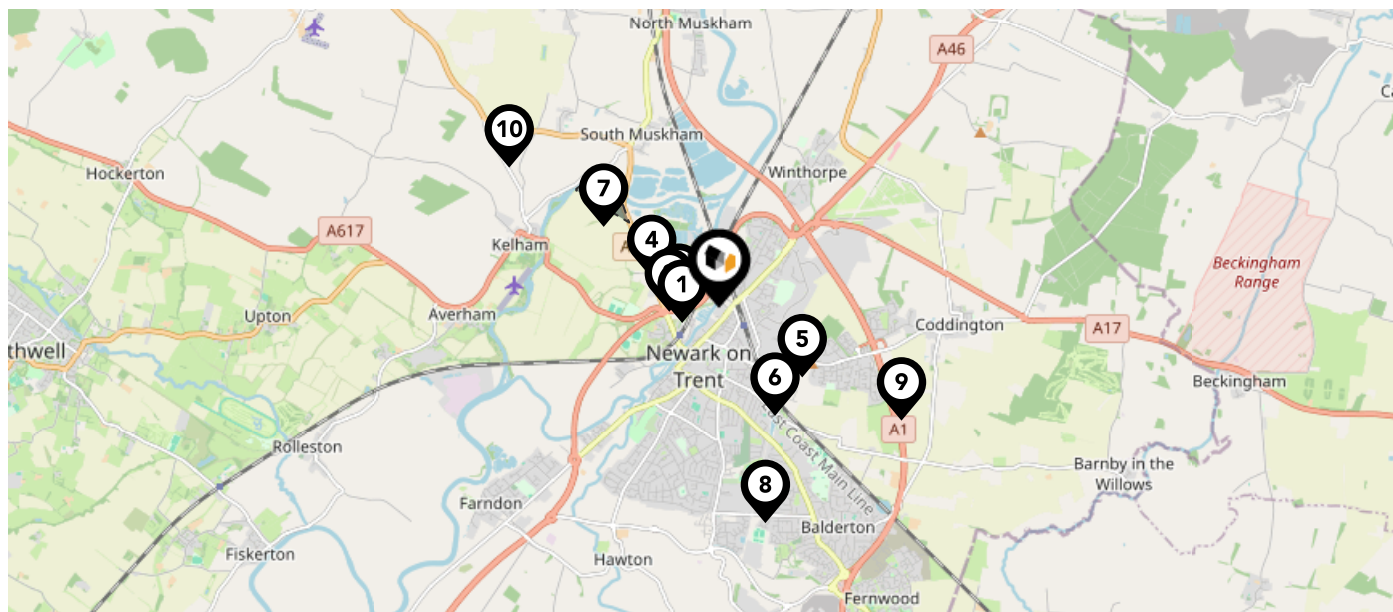 North Muskham
A46
10
South Muskham
Hockerton
Winthorpe
7
A617
4
Kelham
A
Beckingham
Range
1
Upton
Averham
Coddington
A17
thwell
Newark on
Trent
5
6
9
Beckingham
A1
st Coast Main Line
Rolleston
Barnby in the
Willows
8
Farndon
Balderton
Fiskerton
Hawton
Fernwood